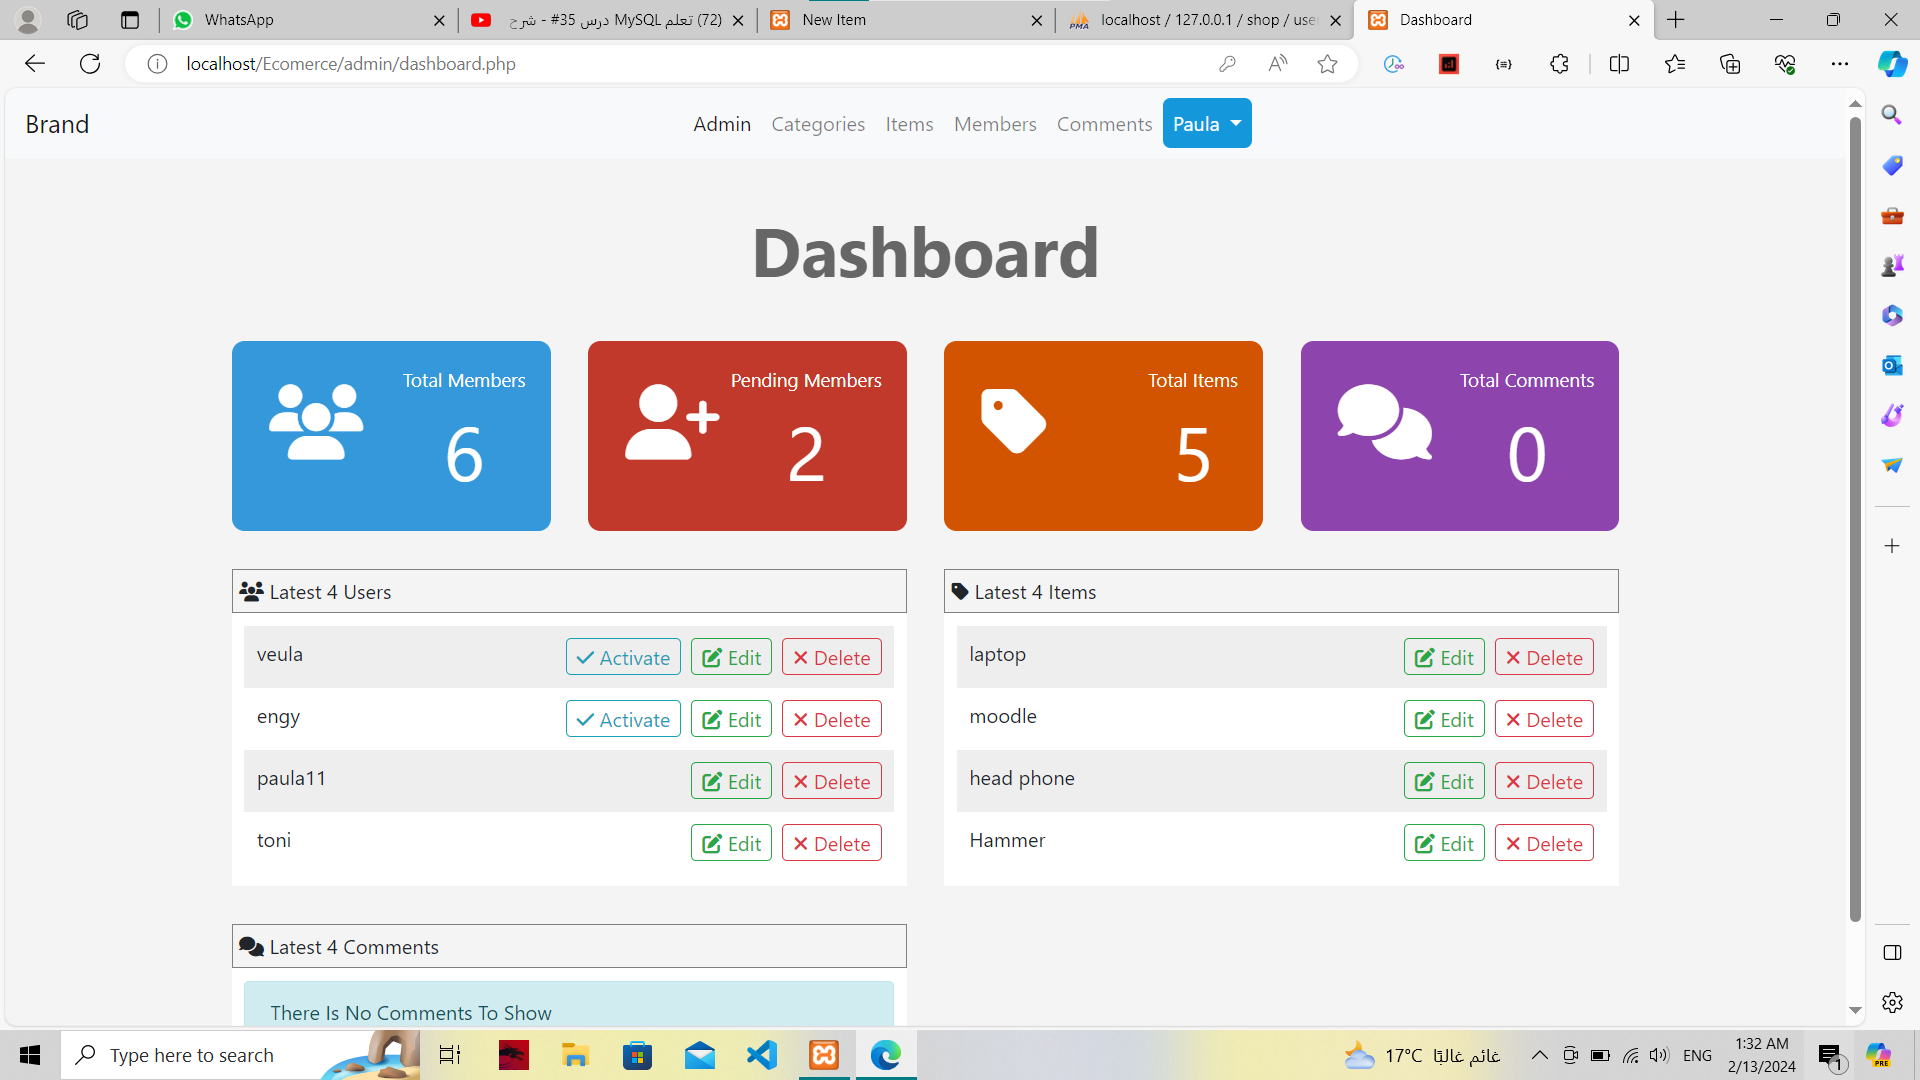 WhatsApp
(72) تعلم MySQL درس 35# - شرح
New Item
localhost / 127.0.0.1 / shop / use
Dashboard
localhost/Ecomerce/admin/dashboard.php
Brand
Admin Categories Items Members Comments Paula
Dashboard
Total Members
6
Pending Members
2
Total Items
5
Total Comments
0
Latest 4 Users
veula Activate Edit Delete
engy Activate Edit Delete
paula11 Edit Delete
toni Edit Delete
Latest 4 Items
laptop Edit Delete
moodle Edit Delete
head phone Edit Delete
Hammer Edit Delete
Latest 4 Comments
There Is No Comments To Show
Type here to search
17°C غائم غالبًا
ENG
1:32 AM
2/13/2024
1
PRE